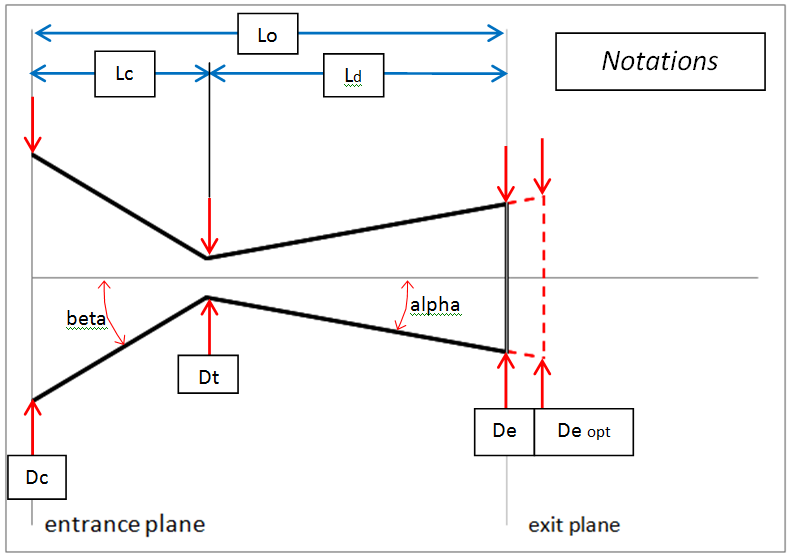 Lo
Notations
Lc
Ld
beta
alpha
Dt
De
De opt
Dc
entrance plane
exit plane